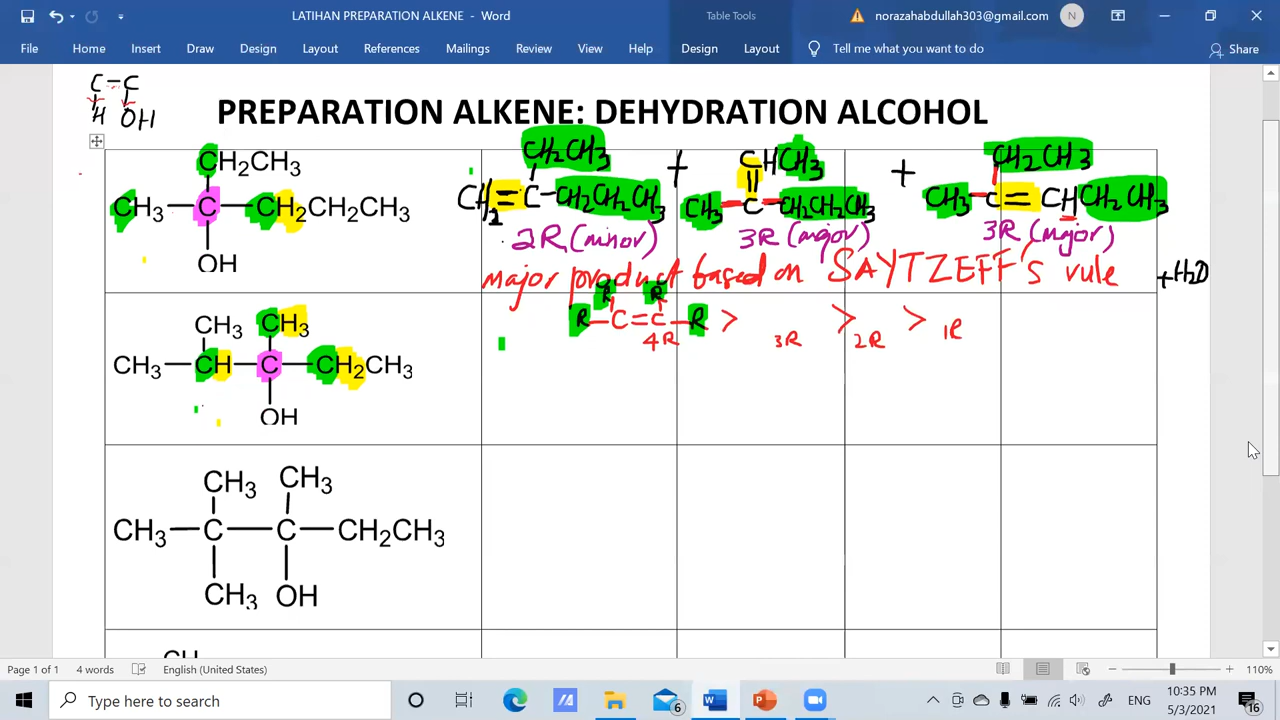 LATIHAN PREPARATION ALKENE - Word
Table Tools
norazahabdullah303@gmail.com
N
File Home Insert Draw Design Layout References Mailings Review View Help Design Layout Tell me what you want to do Share
C=C
H OH
PREPARATION ALKENE: DEHYDRATION ALCOHOL
CH2CH3
CH3 C CH2CH2CH3
OH
CH2CH3
CH2=C-CH2CH2CH3
2R (minor)
+
CHCH3
CH3 C CH2CH2CH3
3R (major)
+
CH2CH3
CH3-C=CHCH2CH3
3R (major)
+H2O
major product based on SAYTZEFF's rule
CH3 CH3
CH3 CH C CH2CH3
OH
R R
R-C=C-R > > >
4R 3R 2R 1R
CH3 CH3
CH3 C C CH2CH3
CH3 OH
CH
Page 1 of 1 4 words English (United States) 110%
Type here to search
6
ENG
10:35 PM
5/3/2021
16